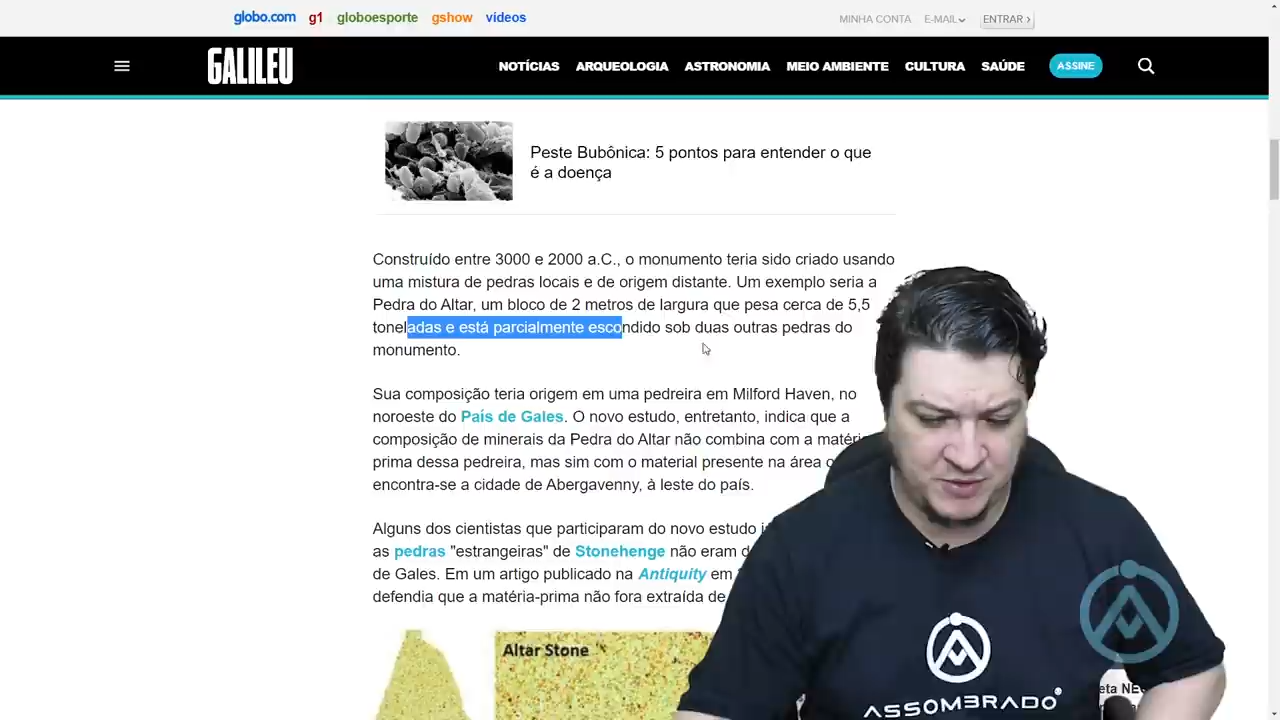 globo.com g1 globoesporte gshow vídeos MINHA CONTA E-MAIL ENTRAR
GALILEU NOTÍCIAS ARQUEOLOGIA ASTRONOMIA MEIO AMBIENTE CULTURA SAÚDE ASSINE
Peste Bubônica: 5 pontos para entender o que
é a doença
Construído entre 3000 e 2000 a.C., o monumento teria sido criado usando
uma mistura de pedras locais e de origem distante. Um exemplo seria a
Pedra do Altar, um bloco de 2 metros de largura que pesa cerca de 5,5
toneladas e está parcialmente escondido sob duas outras pedras do
monumento.
Sua composição teria origem em uma pedreira em Milford Haven, no
noroeste do País de Gales. O novo estudo, entretanto, indica que a
composição de minerais da Pedra do Altar não combina com a
prima dessa pedreira, mas sim com o material presente na área
encontra-se a cidade de Abergavenny, à leste do país.
Alguns dos cientistas que participaram do novo estudo
as pedras "estrangeiras" de Stonehenge não eram
de Gales. Em um artigo publicado na Antiquity em
defendia que a matéria-prima não fora extraída de
Altar Stone
ASSOMBRADO